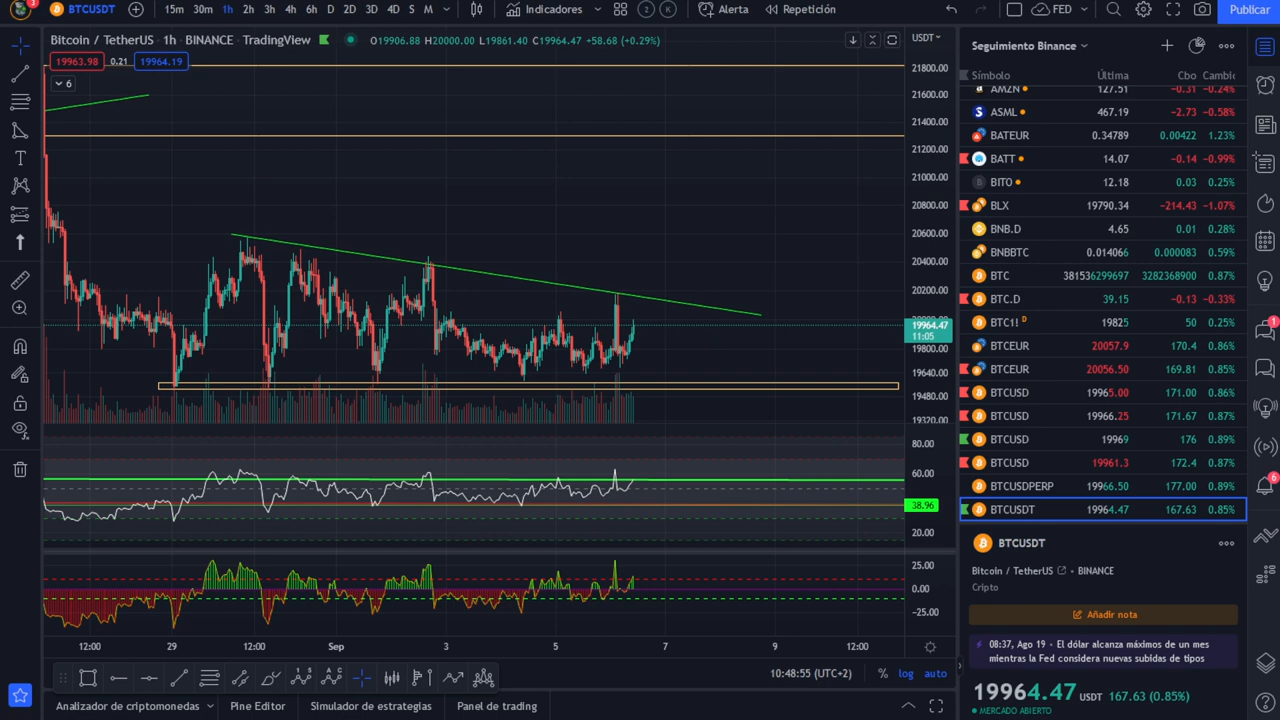 3
BTCUSDT
15m 30m 1h 2h 3h 4h 6h D 2D 3D 4D S M
Indicadores
2
K
Alerta
Repetición
FED
Publicar
Bitcoin / TetherUS · 1h · BINANCE · TradingView
O19906.88 H20000.00 L19861.40 C19964.47 +58.68 (+0.29%)
19963.98 0.21 19964.19
6
USDT
21800.00
21600.00
21400.00
21200.00
21000.00
20800.00
20600.00
20400.00
20200.00
20000.00
19964.47
11:05
19800.00
19640.00
19480.00
19320.00
80.00
60.00
38.96
20.00
25.00
0.00
−25.00
12:00 29 12:00 Sep 3 5 7 12:00 9 12:00
10:48:55 (UTC+2)
% log auto
Analizador de criptomonedas
Pine Editor
Simulador de estrategias
Panel de trading
Seguimiento Binance
Símbolo Última Cbo Cambic
AMZN 127.51 −0.31 −0.24%
ASML 467.19 −2.73 −0.58%
BATEUR 0.34789 0.00422 1.23%
BATT 14.07 −0.14 −0.99%
BITO 12.18 0.03 0.25%
BLX 19790.34 −214.43 −1.07%
BNB.D 4.65 0.01 0.28%
BNBBTC 0.014066 0.000083 0.59%
BTC 381536299697 3282368900 0.87%
BTC.D 39.15 −0.13 −0.33%
BTC1! D 19825 50 0.25%
BTCEUR 20057.9 170.4 0.86%
BTCEUR 20056.50 169.81 0.85%
BTCUSD 19965.00 171.00 0.86%
BTCUSD 19966.25 171.67 0.87%
BTCUSD 19969 176 0.89%
BTCUSD 19961.3 172.4 0.87%
BTCUSDPERP 19966.50 177.00 0.89%
BTCUSDT 19964.47 167.63 0.85%
BTCUSDT
Bitcoin / TetherUS • BINANCE
Cripto
Añadir nota
08:37, Ago 19 • El dólar alcanza máximos de un mes
mientras la Fed considera nuevas subidas de tipos
19964.47 USDT 167.63 (0.85%)
MERCADO ABIERTO
1
6